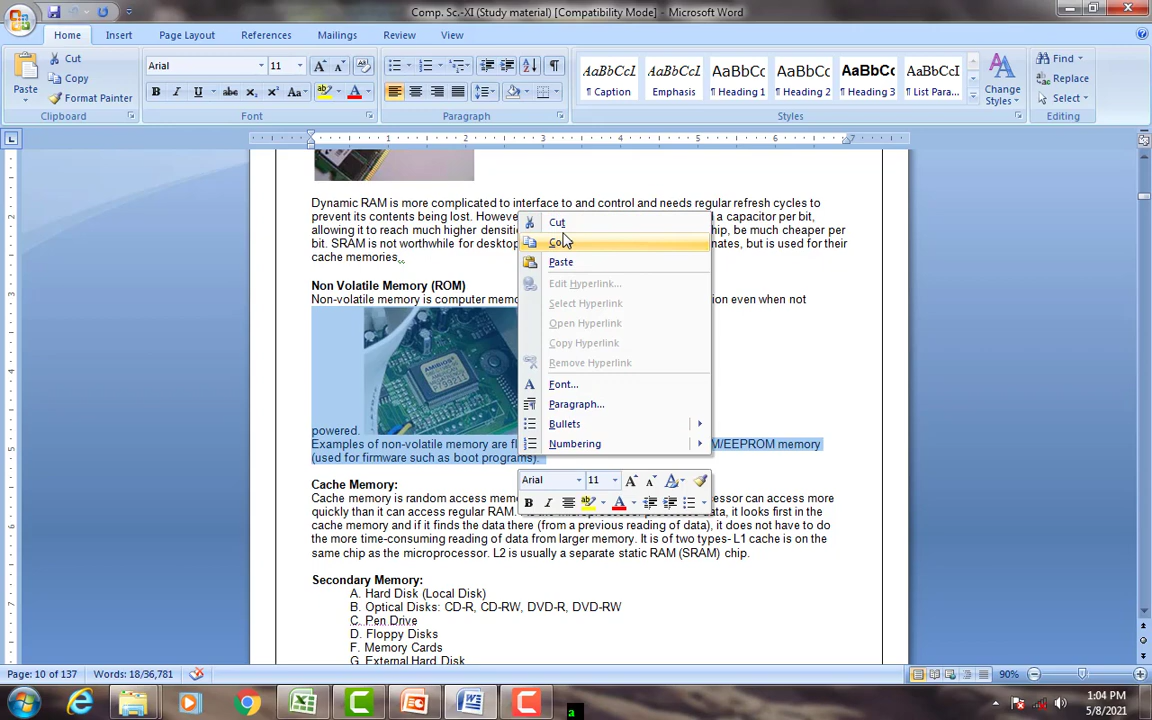 Comp. Sc.-XI (Study material) [Compatibility Mode] - Microsoft Word
Home Insert Page Layout References Mailings Review View
Paste
Cut
Copy
Format Painter
Clipboard
Arial 11
Font
Paragraph
AaBbCcI AaBbCcI AaBbCc AaBbCc AaBbCc AaBbCcI
¶ Caption ¶ Emphasis ¶ Heading 1 ¶ Heading 2 ¶ Heading 3 ¶ List Para...
Styles
Change Styles
Find
Replace
Select
Editing
Dynamic RAM is more complicated to interface to and control and needs regular refresh cycles to
prevent its contents being lost. However a capacitor per bit,
allowing it to reach much higher densities hip, be much cheaper per
bit. SRAM is not worthwhile for desktop nates, but is used for their
cache memories.
Non Volatile Memory (ROM)
Non-volatile memory is computer memo ion even when not
AMIBIOS
powered.
Examples of non-volatile memory are fl M/EEPROM memory
(used for firmware such as boot programs).
Cut
Copy
Paste
Edit Hyperlink...
Select Hyperlink
Open Hyperlink
Copy Hyperlink
Remove Hyperlink
Font...
Paragraph...
Bullets
Numbering
Arial 11
Cache Memory:
Cache memory is random access mem essor can access more
quickly than it can access regular RAM. data, it looks first in the
cache memory and if it finds the data there (from a previous reading of data), it does not have to do
the more time-consuming reading of data from larger memory. It is of two types- L1 cache is on the
same chip as the microprocessor. L2 is usually a separate static RAM (SRAM) chip.
Secondary Memory:
A. Hard Disk (Local Disk)
B. Optical Disks: CD-R, CD-RW, DVD-R, DVD-RW
C. Pen Drive
D. Floppy Disks
F. Memory Cards
G. External Hard Disk
Page: 10 of 137 Words: 18/36,781 90%
a
1:04 PM
5/8/2021